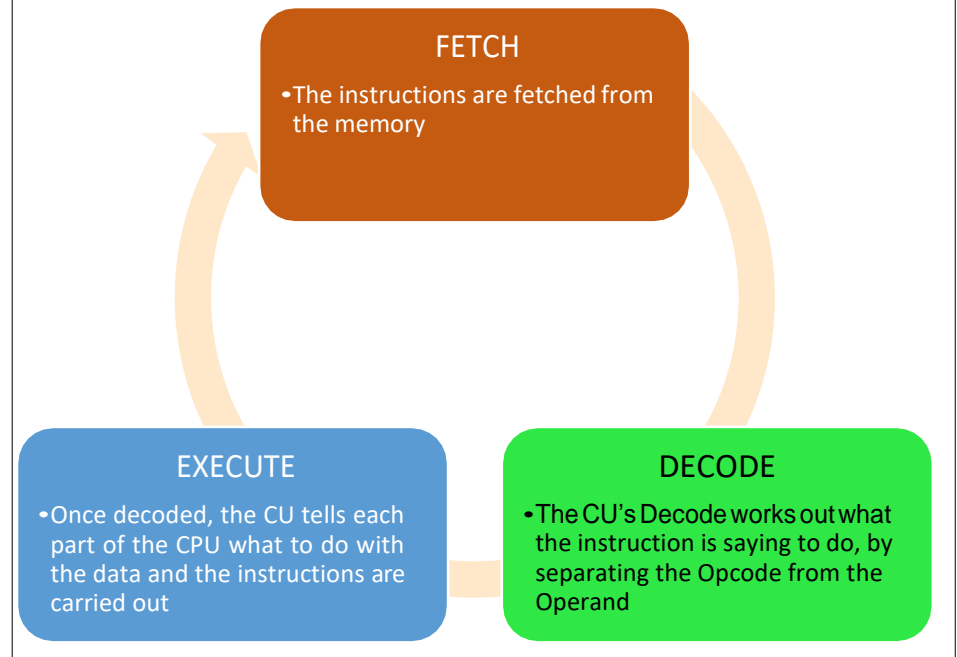 FETCH
•The instructions are fetched from
the memory
EXECUTE
•Once decoded, the CU tells each
part of the CPU what to do with
the data and the instructions are
carried out
DECODE
•The CU’s Decode works out what
the instruction is saying to do, by
separating the Opcode from the
Operand